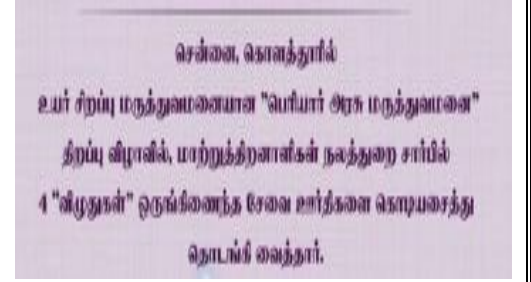 சென்னை, கொளத்தூரில்
உயர் சிறப்பு மருத்துவமனையான "பெரியார் அரசு மருத்துவமனை"
திறப்பு விழாவில், மாற்றுத்திறனாளிகள் நலத்துறை சார்பில்
4 "விழுதுகள்" ஒருங்கிணைந்த சேவை ஊர்திகளை கொடியசைத்து
தொடங்கி வைத்தார்.